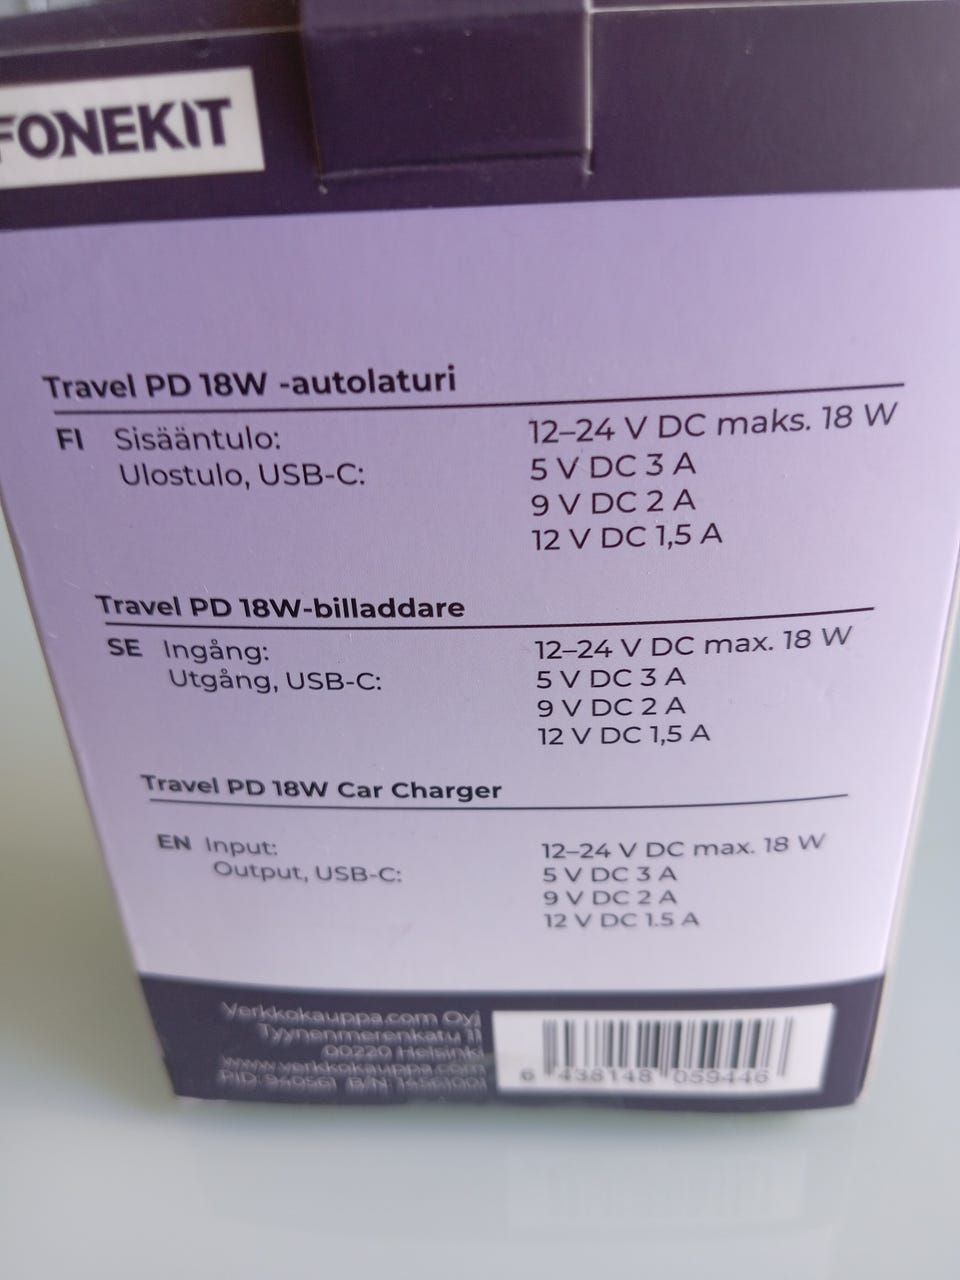 FONEKIT
Travel PD 18W -autolaturi
FI Sisääntulo: 12–24 V DC maks. 18 W
Ulostulo, USB-C: 5 V DC 3 A
9 V DC 2 A
12 V DC 1,5 A
Travel PD 18W-billaddare
SE Ingång: 12–24 V DC max. 18 W
Utgång, USB-C: 5 V DC 3 A
9 V DC 2 A
12 V DC 1,5 A
Travel PD 18W Car Charger
EN Input: 12–24 V DC max. 18 W
Output, USB-C: 5 V DC 3 A
9 V DC 2 A
12 V DC 1.5 A
Verkkokauppa.com Oyj
Tyynenmerenkatu 11
00220 Helsinki
www.verkkokauppa.com
PID: 940561 B/N:
6 438148 059446